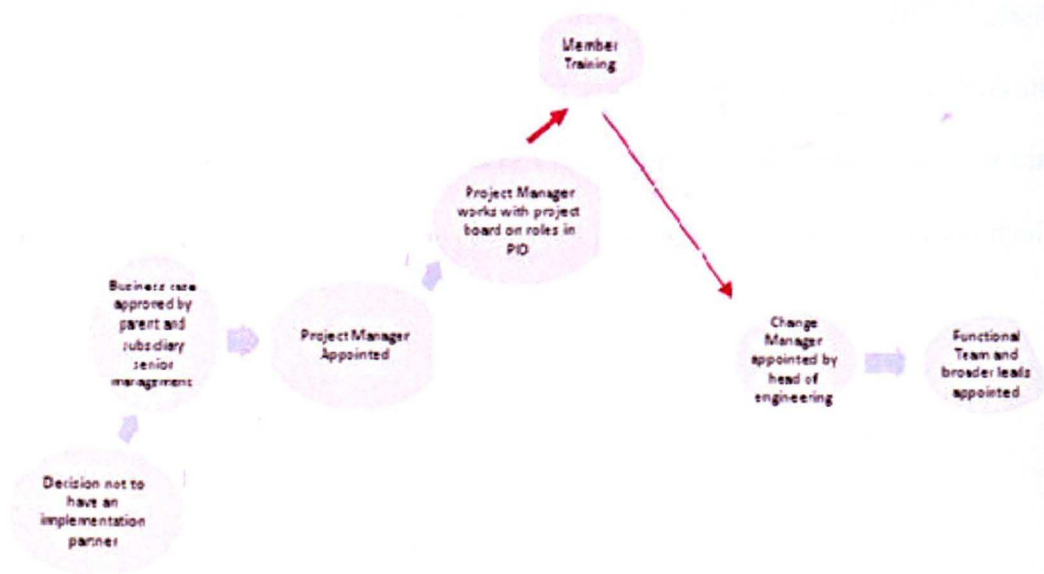 Member
Training
Project Manager
works with project
board on roles in
PID
Business case
approved by
parent and
subsidiary
senior
management
Project Manager
Appointed
Change
Manager
appointed by
head of
engineering
Functional
Team and
broader leads
appointed
Decision not to
have an
implementation
partner